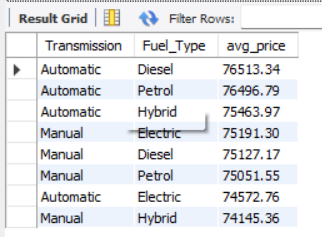 Result Grid Filter Rows:
Transmission Fuel_Type avg_price
Automatic Diesel 76513.34
Automatic Petrol 76496.79
Automatic Hybrid 75463.97
Manual Electric 75191.30
Manual Diesel 75127.17
Manual Petrol 75051.55
Automatic Electric 74572.76
Manual Hybrid 74145.36